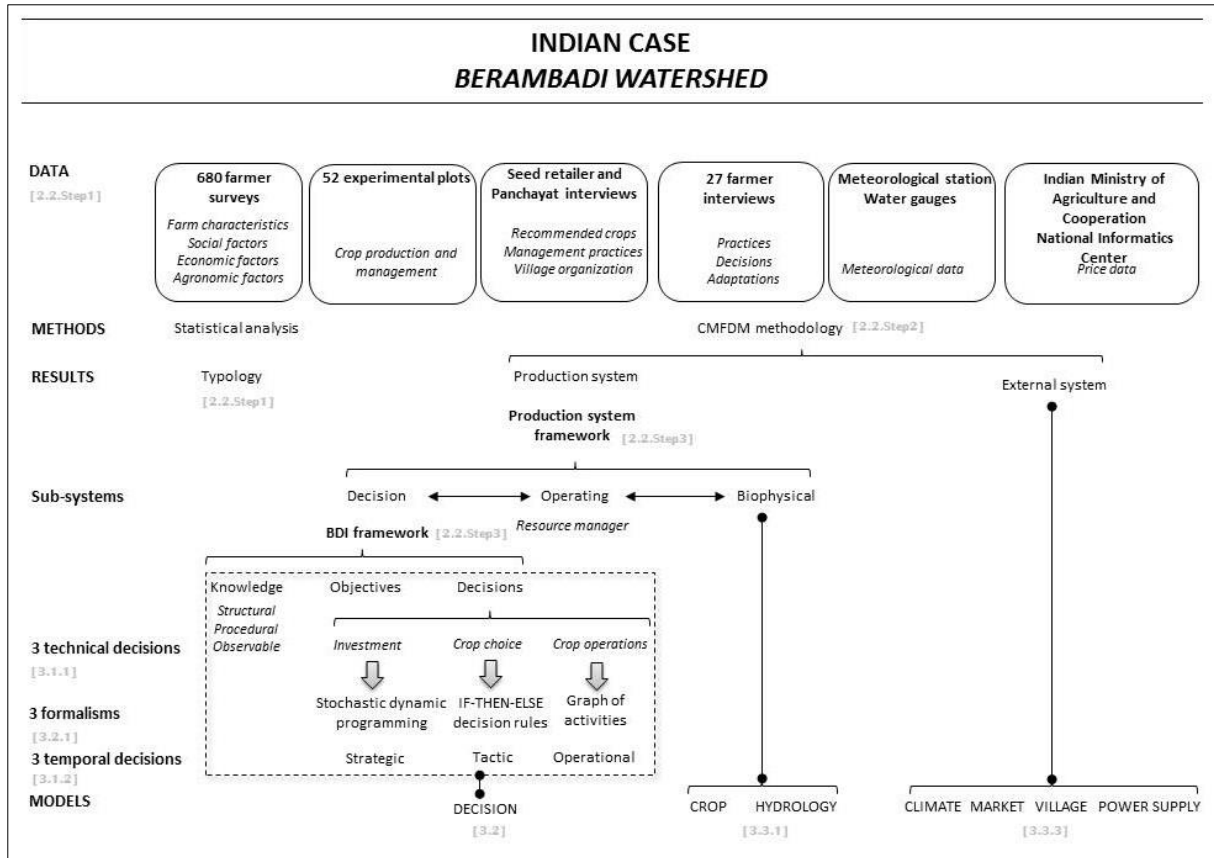 INDIAN CASE
BERAMBADI WATERSHED
DATA
[2.2.Step1]
680 farmer
surveys
Farm characteristics
Social factors
Economic factors
Agronomic factors
52 experimental plots
Crop production and
management
Seed retailer and
Panchayat interviews
Recommended crops
Management practices
Village organization
27 farmer
interviews
Practices
Decisions
Adaptations
Meteorological station
Water gauges
Meteorological data
Indian Ministry of
Agriculture and
Cooperation
National Informatics
Center
Price data
METHODS
Statistical analysis
CMFDM methodology [2.2.Step2]
RESULTS
Typology
[2.2.Step1]
Production system
External system
Production system
framework [2.2.Step3]
Sub-systems
Decision
Operating
Biophysical
Resource manager
BDI framework [2.2.Step3]
Knowledge
Objectives
Decisions
Structural
Procedural
Observable
3 technical decisions
[3.1.1]
Investment
Crop choice
Crop operations
3 formalisms
[3.2.1]
Stochastic dynamic
programming
IF-THEN-ELSE
decision rules
Graph of
activities
3 temporal decisions
[3.1.2]
Strategic
Tactic
Operational
MODELS
DECISION
[3.2]
CROP HYDROLOGY
[3.3.1]
CLIMATE MARKET VILLAGE POWER SUPPLY
[3.3.3]